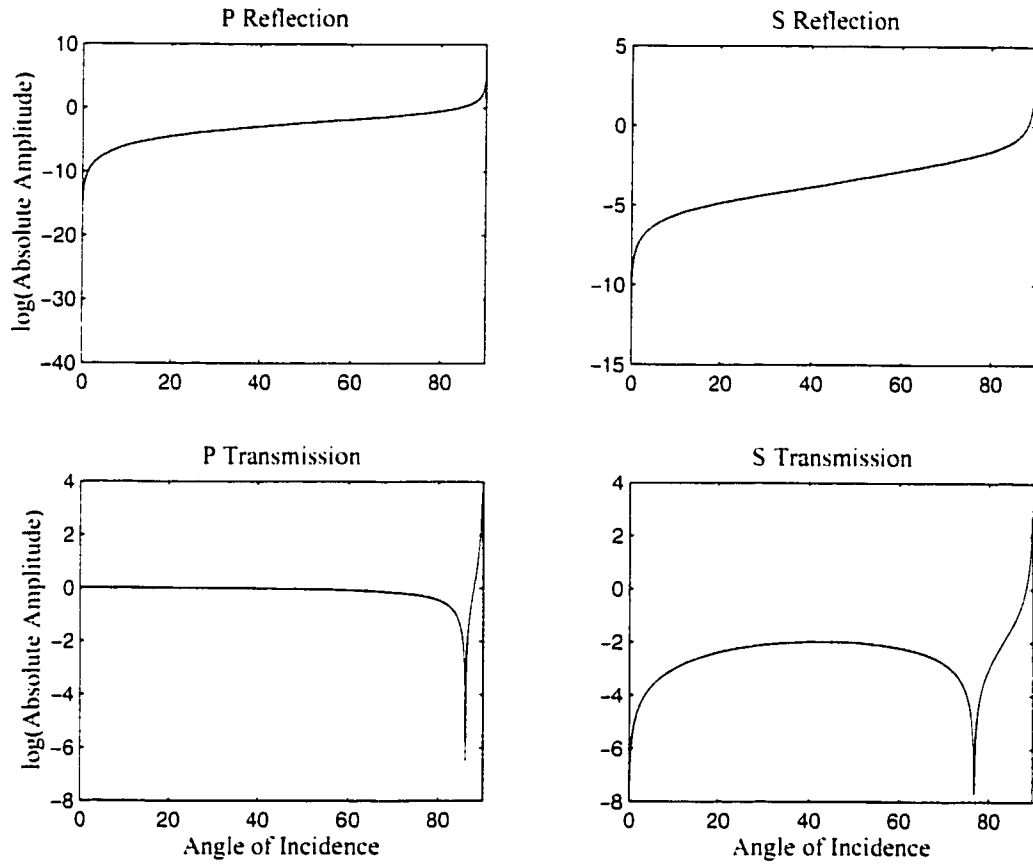 P Reflection
10
0
−10
−20
−30
−40
0 20 40 60 80
log(Absolute Amplitude)
S Reflection
5
0
−5
−10
−15
0 20 40 60 80
P Transmission
4
2
0
−2
−4
−6
−8
0 20 40 60 80
log(Absolute Amplitude)
Angle of Incidence
S Transmission
4
2
0
−2
−4
−6
−8
0 20 40 60 80
Angle of Incidence